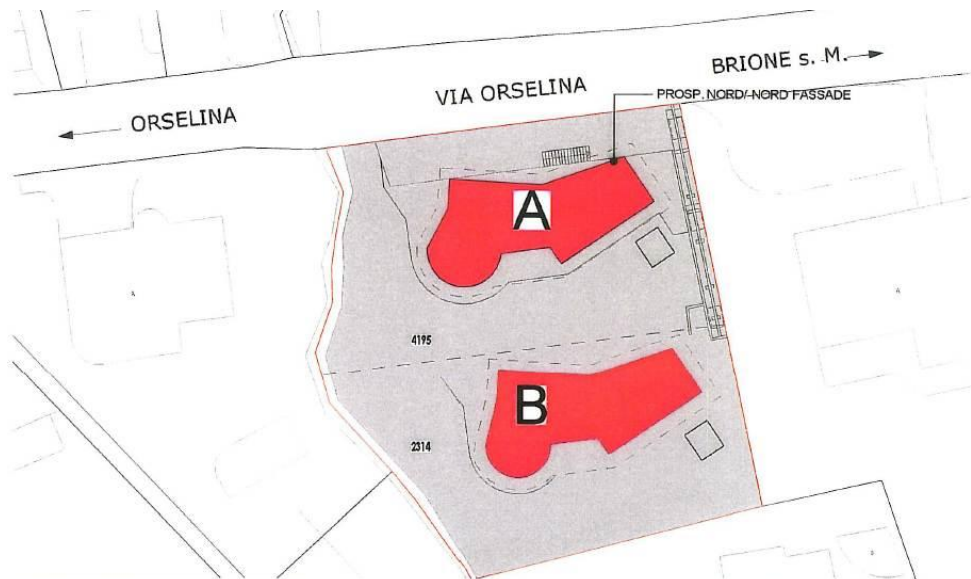 BRIONE s. M.
VIA ORSELINA
PROSP. NORD/-NORD FASSADE
ORSELINA
A
4195
B
2314